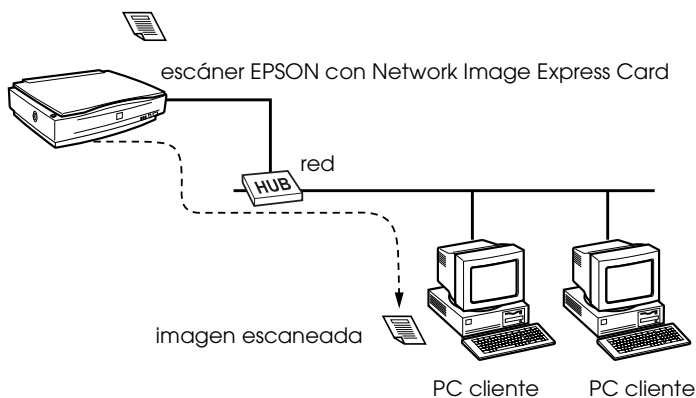 escáner EPSON con Network Image Express Card
red
HUB
imagen escaneada
PC cliente
PC cliente